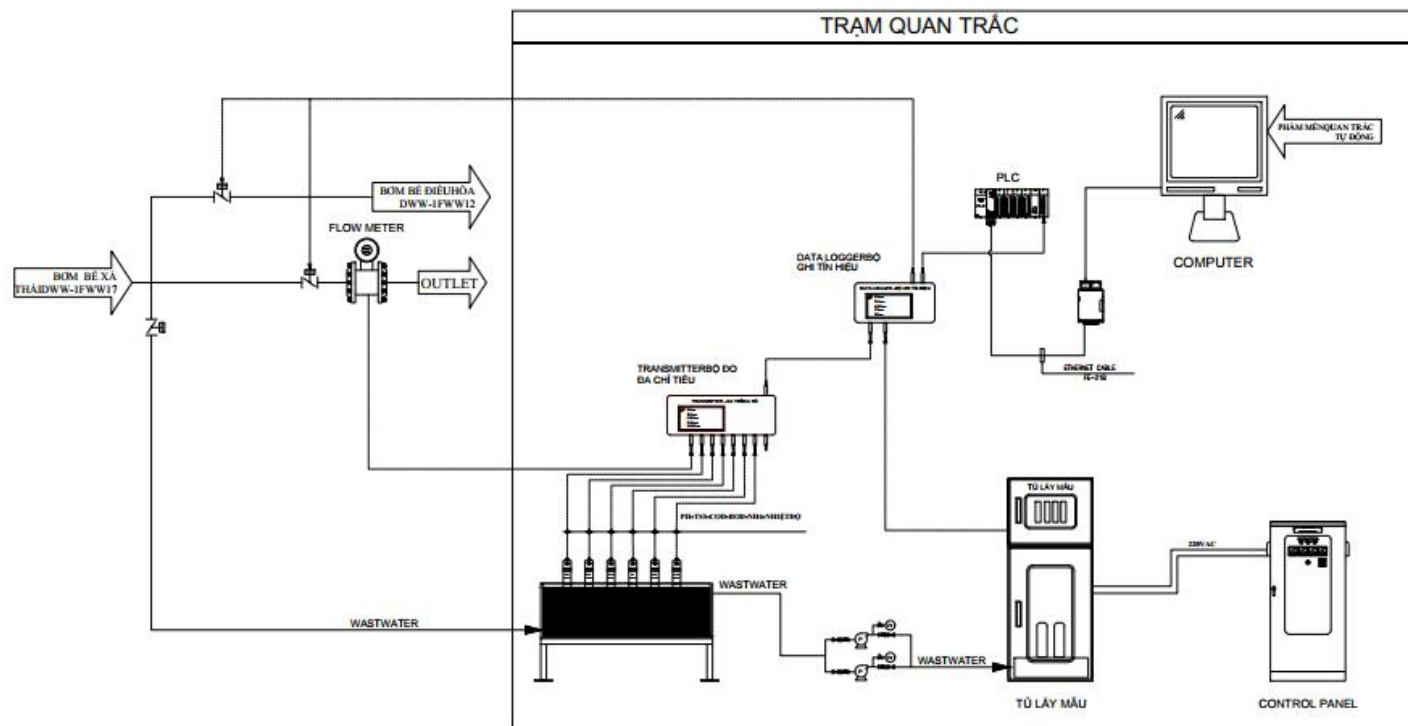 TRẠM QUAN TRẮC
PHẦM MỀNQUAN TRẮC
TỰ ĐỘNG
COMPUTER
PLC
BƠM BỂ ĐIỀUHÒA
DWW-1FWW12
FLOW METER
BƠM BỂ XẢ
THẢIDWW-1FWW17
OUTLET
DATA LOGGERBỘ
GHI TÍN HIỆU
ETHERNET CABLE
TRANSMITTERBỘ ĐO
ĐA CHỈ TIÊU
TỦ LẤY MẪU
220VAC
WASTWATER
WASTWATER
WASTWATER
TỦ LẤY MẪU
CONTROL PANEL